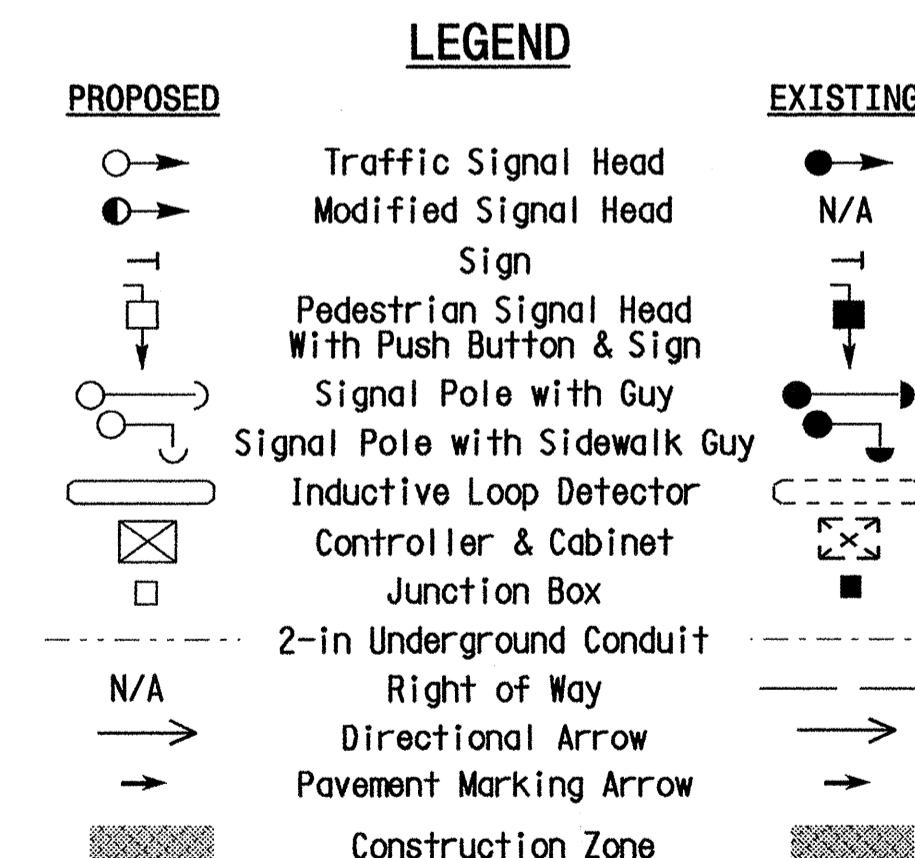 LEGEND
PROPOSED EXISTING
Traffic Signal Head
Modified Signal Head N/A
Sign
Pedestrian Signal Head
With Push Button & Sign
Signal Pole with Guy
Signal Pole with Sidewalk Guy
Inductive Loop Detector
Controller & Cabinet
Junction Box
2-in Underground Conduit
N/A Right of Way
Directional Arrow
Pavement Marking Arrow
Construction Zone